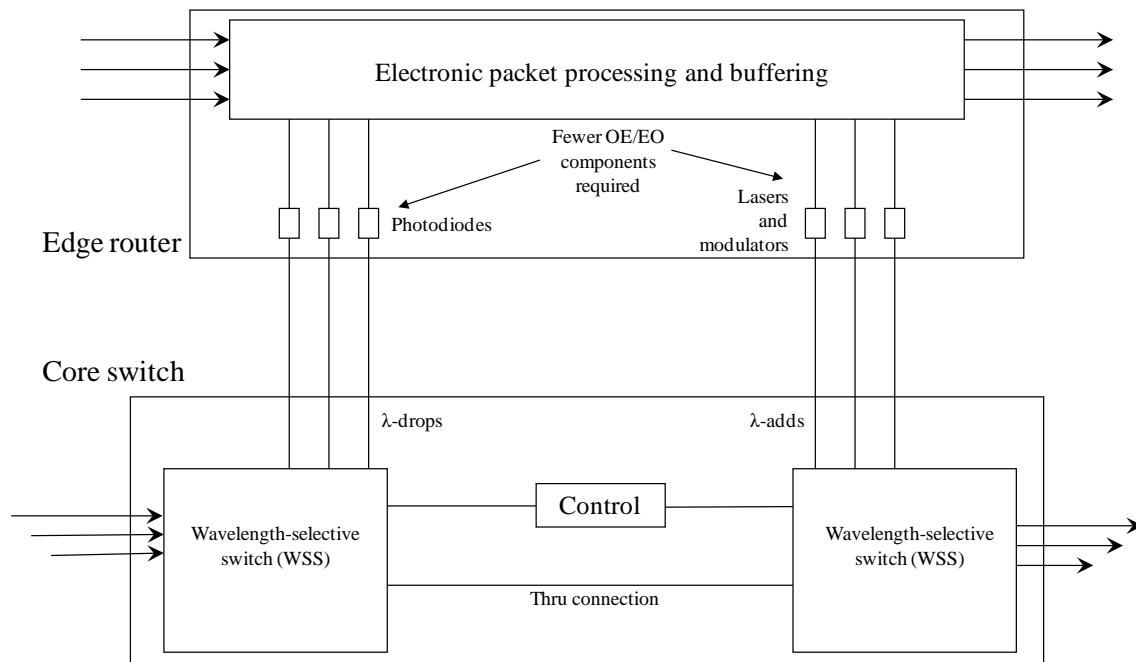 Electronic packet processing and buffering
Fewer OE/EO
components
required
Photodiodes
Lasers
and
modulators
Edge router
Core switch
λ-drops
λ-adds
Control
Wavelength-selective
switch (WSS)
Wavelength-selective
switch (WSS)
Thru connection